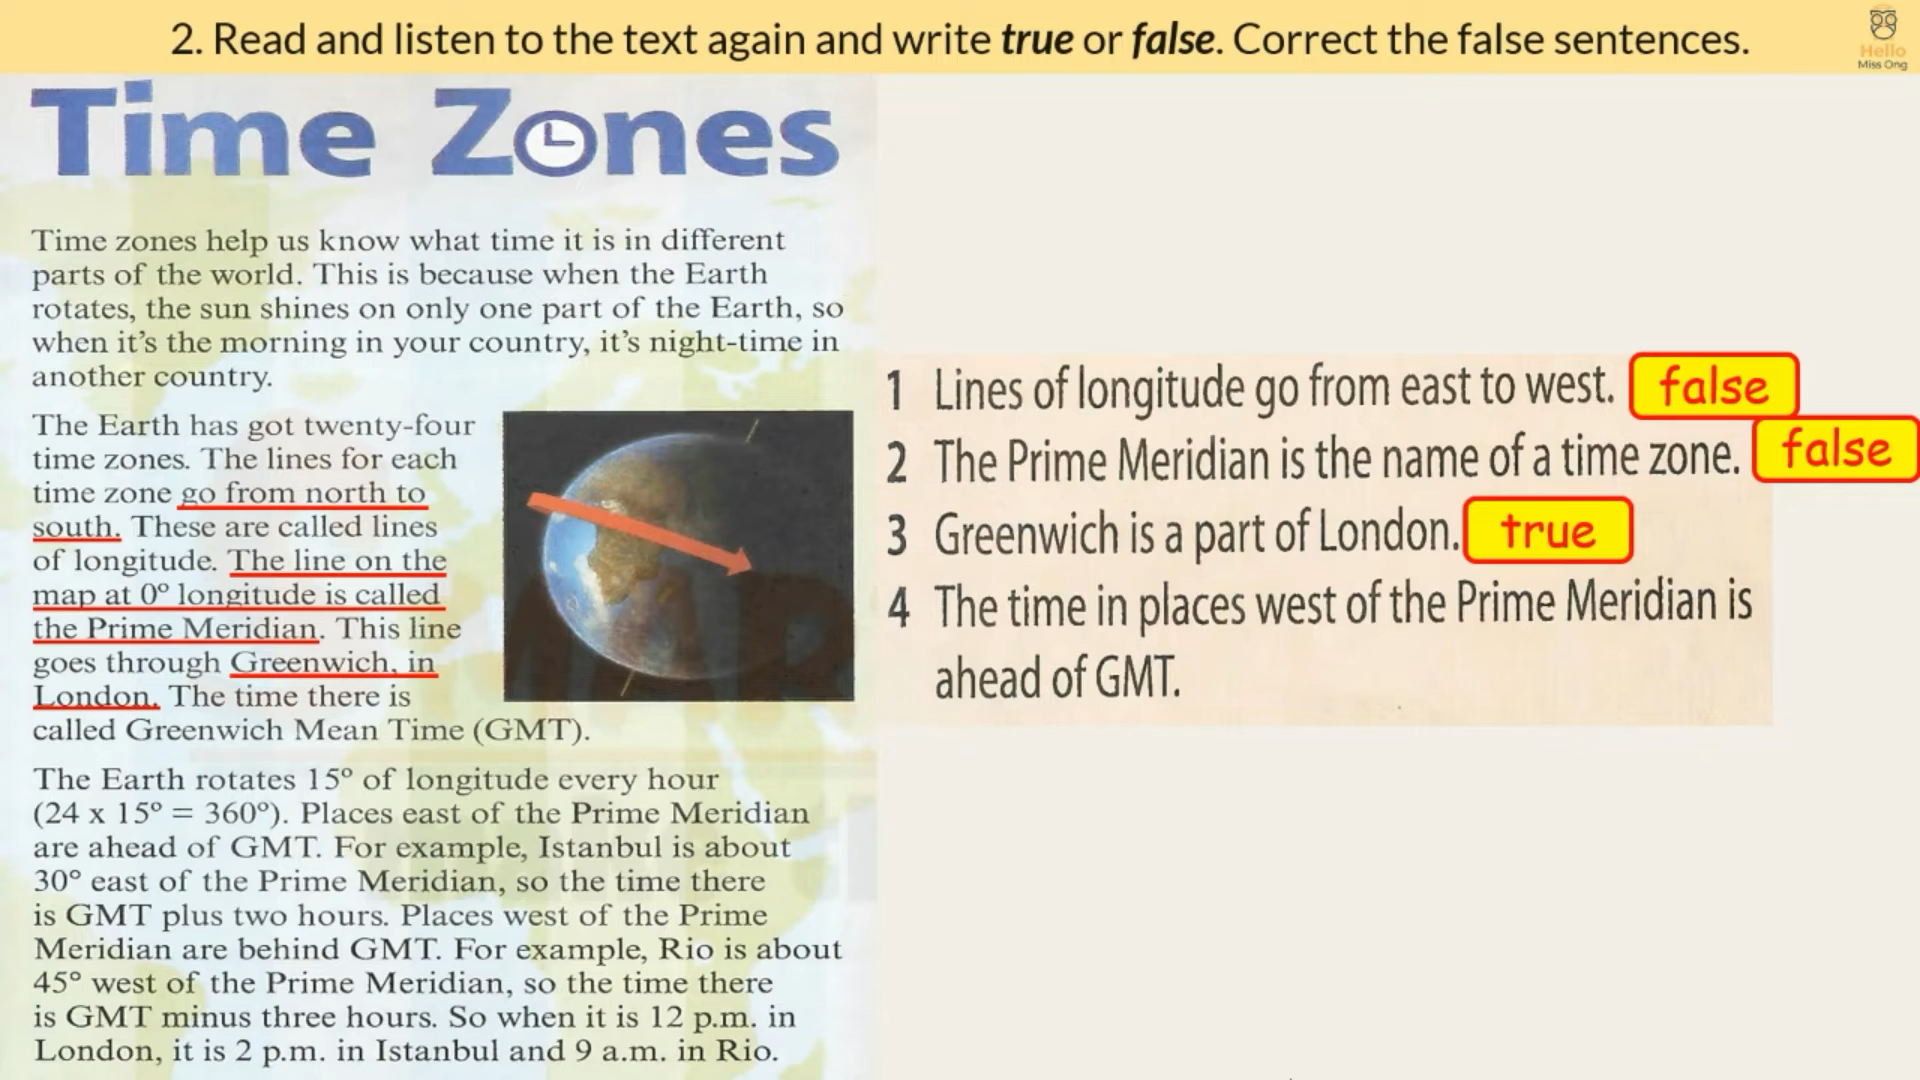 2. Read and listen to the text again and write true or false. Correct the false sentences.
Hello
Miss Ong
Time Zones
Time zones help us know what time it is in different
parts of the world. This is because when the Earth
rotates, the sun shines on only one part of the Earth, so
when it's the morning in your country, it's night-time in
another country.
The Earth has got twenty-four
time zones. The lines for each
time zone go from north to
south. These are called lines
of longitude. The line on the
map at 0º longitude is called
the Prime Meridian. This line
goes through Greenwich, in
London. The time there is
called Greenwich Mean Time (GMT).
The Earth rotates 15º of longitude every hour
(24 x 15º = 360º). Places east of the Prime Meridian
are ahead of GMT. For example, Istanbul is about
30º east of the Prime Meridian, so the time there
is GMT plus two hours. Places west of the Prime
Meridian are behind GMT. For example, Rio is about
45º west of the Prime Meridian, so the time there
is GMT minus three hours. So when it is 12 p.m. in
London, it is 2 p.m. in Istanbul and 9 a.m. in Rio.
1 Lines of longitude go from east to west. false
2 The Prime Meridian is the name of a time zone. false
3 Greenwich is a part of London. true
4 The time in places west of the Prime Meridian is
ahead of GMT.